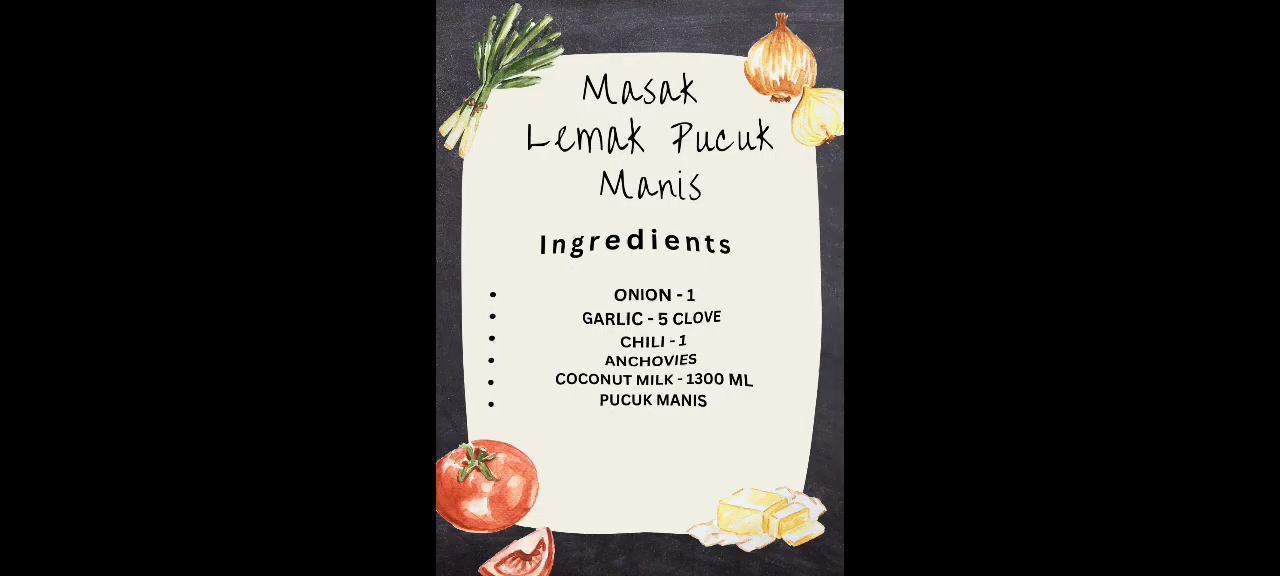 Masak
Lemak Pucuk
Manis
Ingredients
• ONION - 1
• GARLIC - 5 CLOVE
• CHILI - 1
• ANCHOVIES
• COCONUT MILK - 1300 ML
• PUCUK MANIS